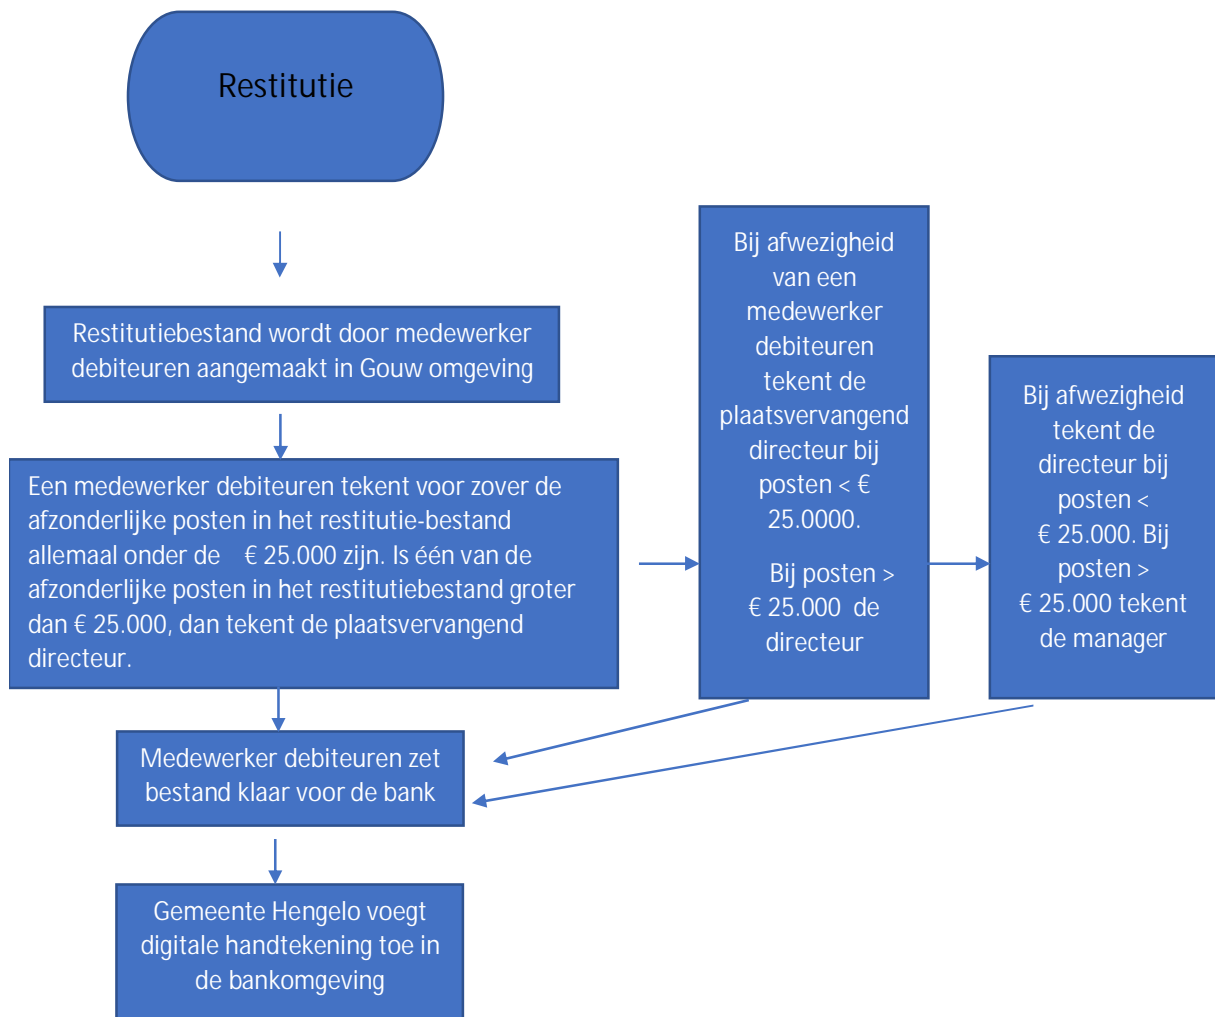 Restitutie
Restitutiebestand wordt door medewerker
debiteuren aangemaakt in Gouw omgeving
Een medewerker debiteuren tekent voor zover de
afzonderlijke posten in het restitutie-bestand
allemaal onder de € 25.000 zijn. Is één van de
afzonderlijke posten in het restitutiebestand groter
dan € 25.000, dan tekent de plaatsvervangend
directeur.
Bij afwezigheid
van een
medewerker
debiteuren
tekent de
plaatsvervangend
directeur bij
posten < €
25.0000.
Bij posten >
€ 25.000 de
directeur
Bij afwezigheid
tekent de
directeur bij
posten <
€ 25.000. Bij
posten >
€ 25.000 tekent
de manager
Medewerker debiteuren zet
bestand klaar voor de bank
Gemeente Hengelo voegt
digitale handtekening toe in
de bankomgeving